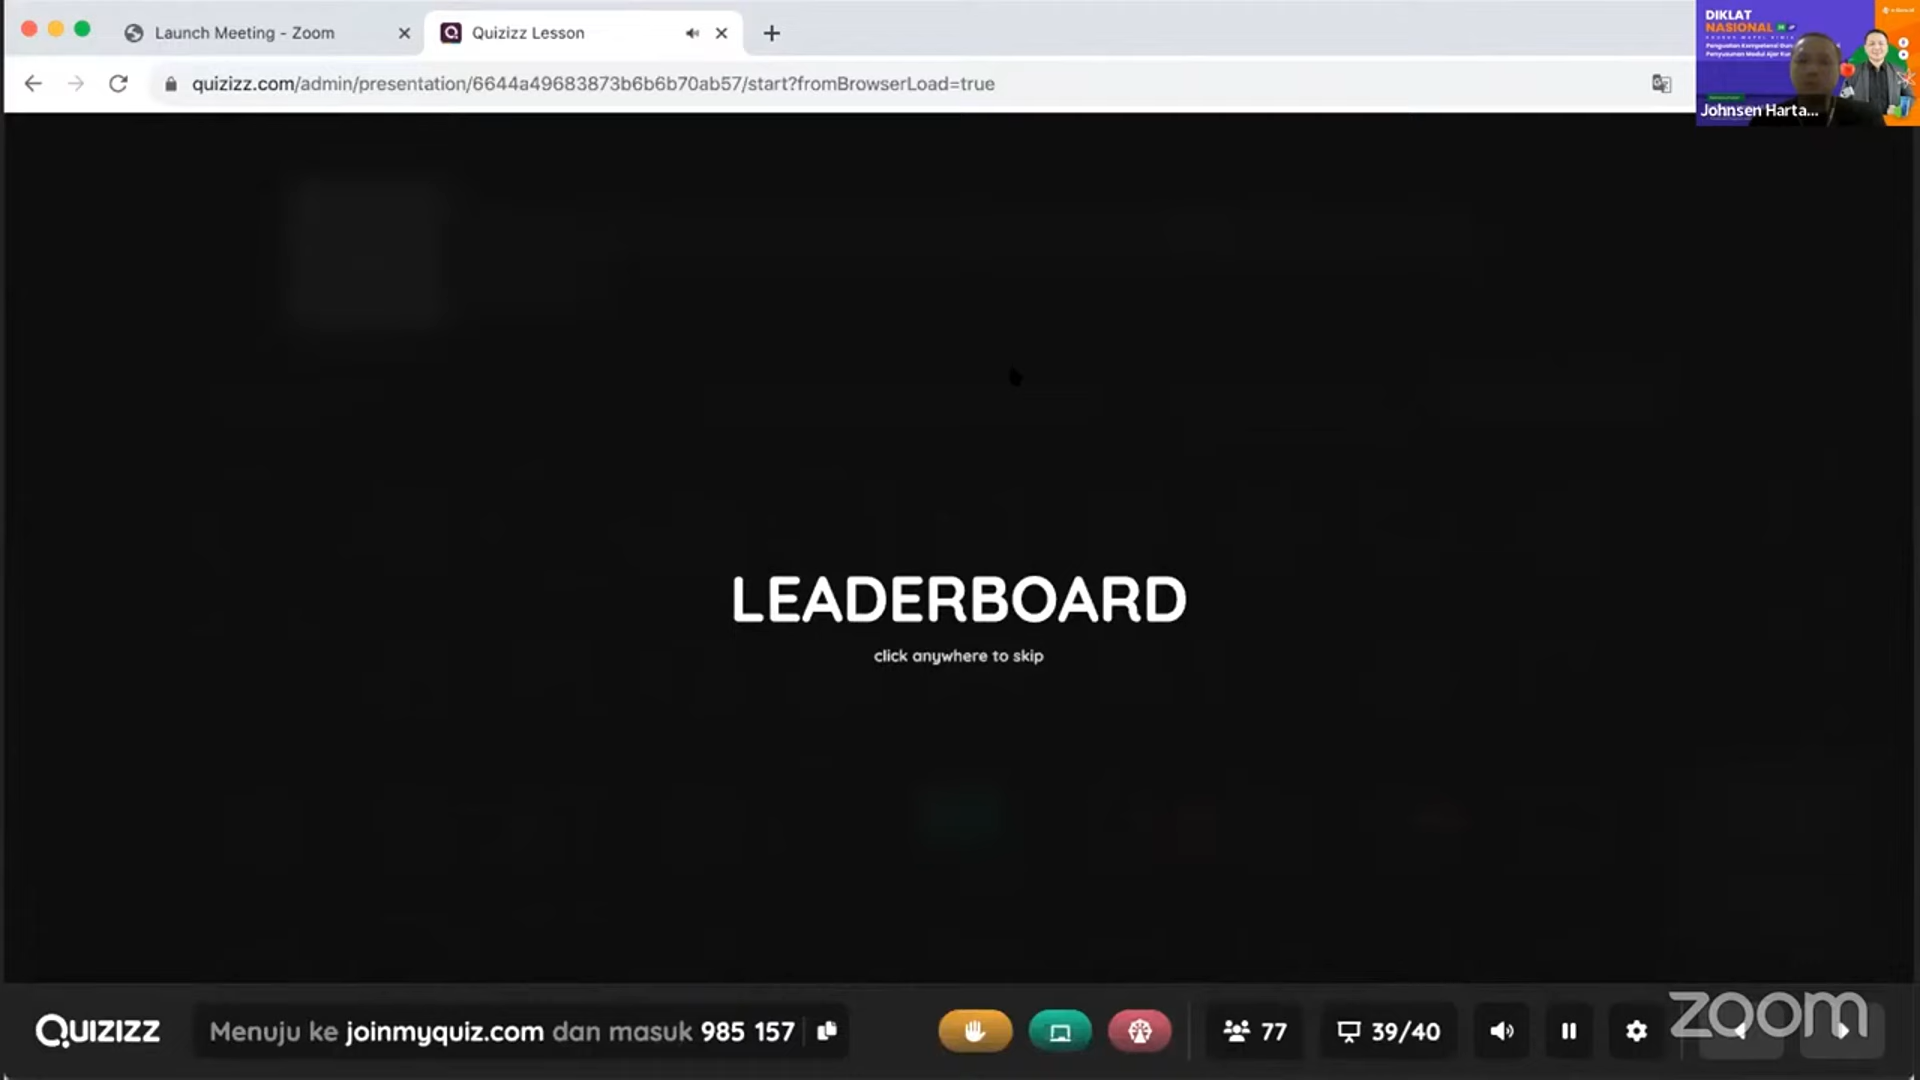 Launch Meeting - Zoom
Quizizz Lesson
quizizz.com/admin/presentation/6644a49683873b6b6b70ab57/start?fromBrowserLoad=true
DIKLAT
NASIONAL
Johnsen Harta...
LEADERBOARD
click anywhere to skip
QUIZIZZ
Menuju ke joinmyquiz.com dan masuk 985 157
77
39/40
zoom